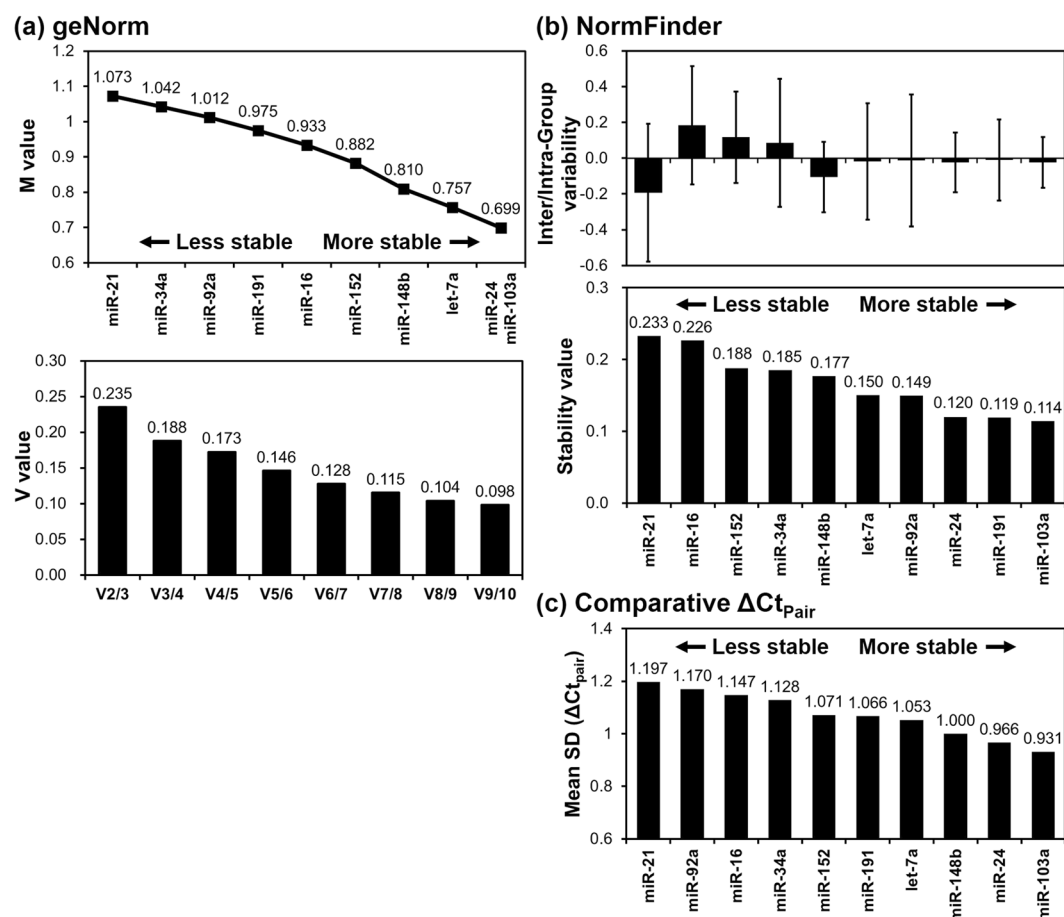 (a) geNorm
M value
1.2
1.1
1
0.9
0.8
0.7
0.6
1.073
1.042
1.012
0.975
0.933
0.882
0.810
0.757
0.699
← Less stable More stable →
miR-21
miR-34a
miR-92a
miR-191
miR-16
miR-152
miR-148b
let-7a
miR-24
miR-103a
V value
0.30
0.25
0.20
0.15
0.10
0.05
0.00
0.235
0.188
0.173
0.146
0.128
0.115
0.104
0.098
V2/3 V3/4 V4/5 V5/6 V6/7 V7/8 V8/9 V9/10
(b) NormFinder
Inter/Intra-Group
variability
0.6
0.4
0.2
0.0
-0.2
-0.4
-0.6
Stability value
0.3
0.2
0.1
0.0
← Less stable More stable →
0.233
0.226
0.188
0.185
0.177
0.150
0.149
0.120
0.119
0.114
miR-21
miR-16
miR-152
miR-34a
miR-148b
let-7a
miR-92a
miR-24
miR-191
miR-103a
(c) Comparative ΔCtPair
Mean SD (ΔCtpair)
1.4
1.2
1
0.8
0.6
← Less stable More stable →
1.197
1.170
1.147
1.128
1.071
1.066
1.053
1.000
0.966
0.931
miR-21
miR-92a
miR-16
miR-34a
miR-152
miR-191
let-7a
miR-148b
miR-24
miR-103a